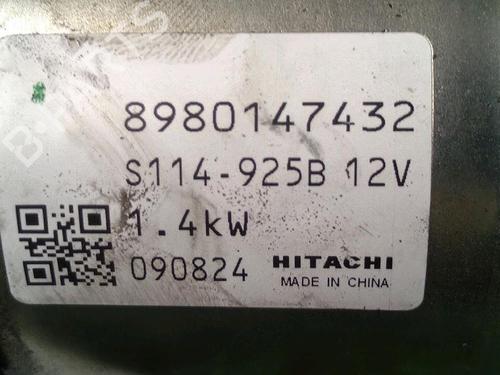 8980147432
S114-925B 12V
1.4kW
090824 HITACHI
MADE IN CHINA